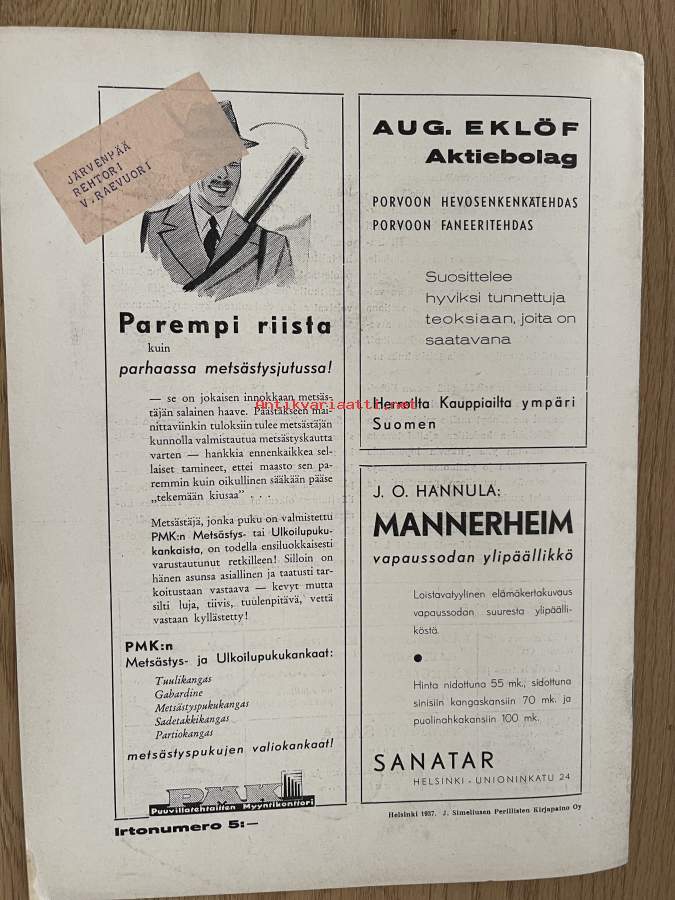 JÄRVENPÄÄ
REHTORI
V.RAEVUORI
Parempi riista
kuin
parhaassa metsästysjutussa!
— se on jokaisen innokkaan metsäs-
täjän salainen haave. Päästäkseen mai-
nittaviinkin tuloksiin tulee metsästäjän
kunnolla valmistautua metsästyskautta
varten — hankkia ennenkaikkea sel-
laiset tamineet, ettei maasto sen pa-
remmin kuin oikullinen sääkään pääse
„tekemään kiusaa" . . .
Metsästäjä, jonka puku on valmistettu
PMK:n Metsästys- tai Ulkoilupuku-
kankaista, on todella ensiluokkaisesti
varustautunut retkilleen! Silloin on
hänen asunsa asiallinen ja taatusti tar-
koitustaan vastaava — kevyt mutta
silti luja, tiivis, tuulenpitävä, vettä
vastaan kyllästetty!
PMK:n
Metsästys- ja Ulkoilupukukankaat:
Tuulikangas
Gabardine
Metsästyspukukangas
Sadetakkikangas
Partiokangas
metsästyspukujen valiokankaat!
PMK
Puuvillatehtaitten Myyntikonttori
Irtonumero 5:—
AUG. EKLÖF
Aktiebolag
PORVOON HEVOSENKENKÄTEHDAS
PORVOON FANEERITEHDAS
Suosittelee
hyviksi tunnettuja
teoksiaan, joita on
saatavana
Herroilta Kauppiailta ympäri
Suomen
Antikvariaatti.net
J. O. HANNULA:
MANNERHEIM
vapaussodan ylipäällikkö
Loistavatyylinen elämäkertakuvaus
vapaussodan suuresta ylipäälli-
köstä.
Hinta nidottuna 55 mk., sidottuna
sinisiin kangaskansiin 70 mk. ja
puolinahkakansiin 100 mk.
SANATAR
HELSINKI - UNIONINKATU 24
Helsinki 1937. J. Simeliusen Perillisten Kirjapaino Oy